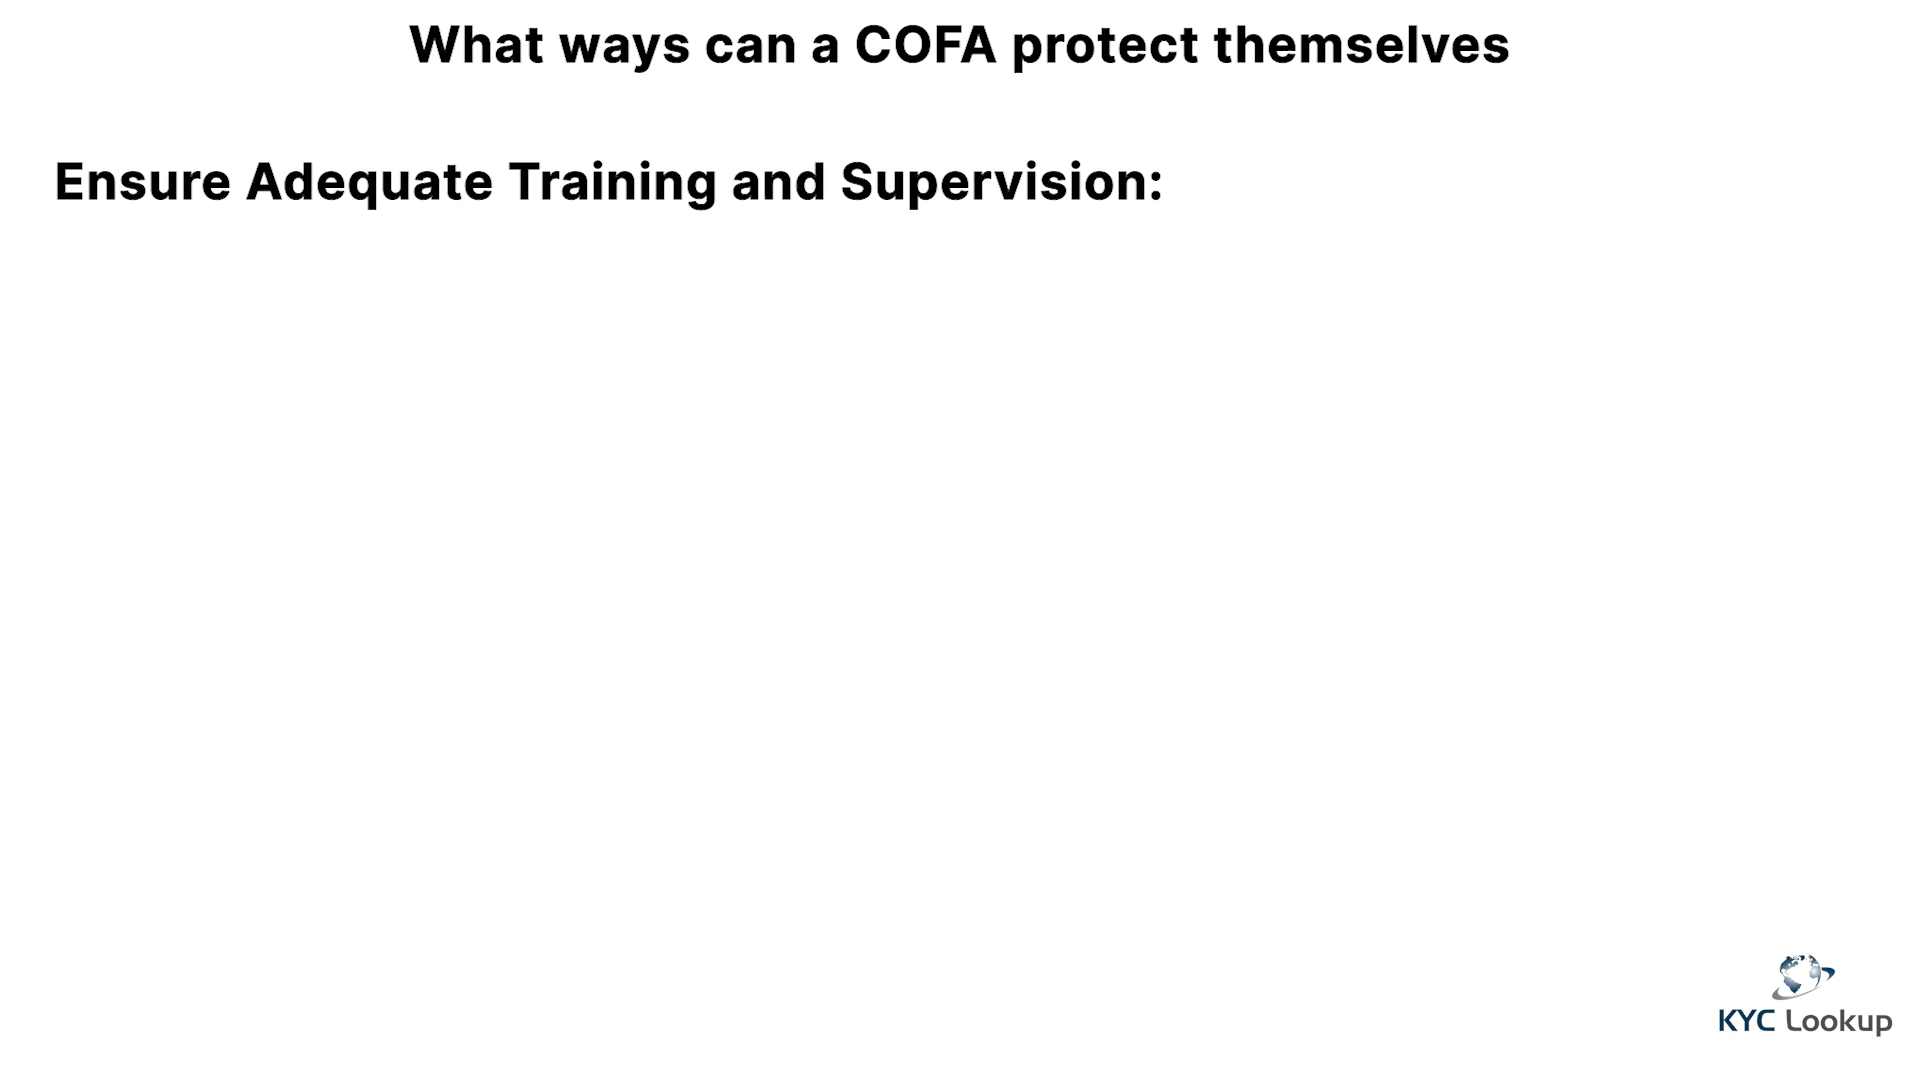 What ways can a COFA protect themselves
Ensure Adequate Training and Supervision:
KYC Lookup